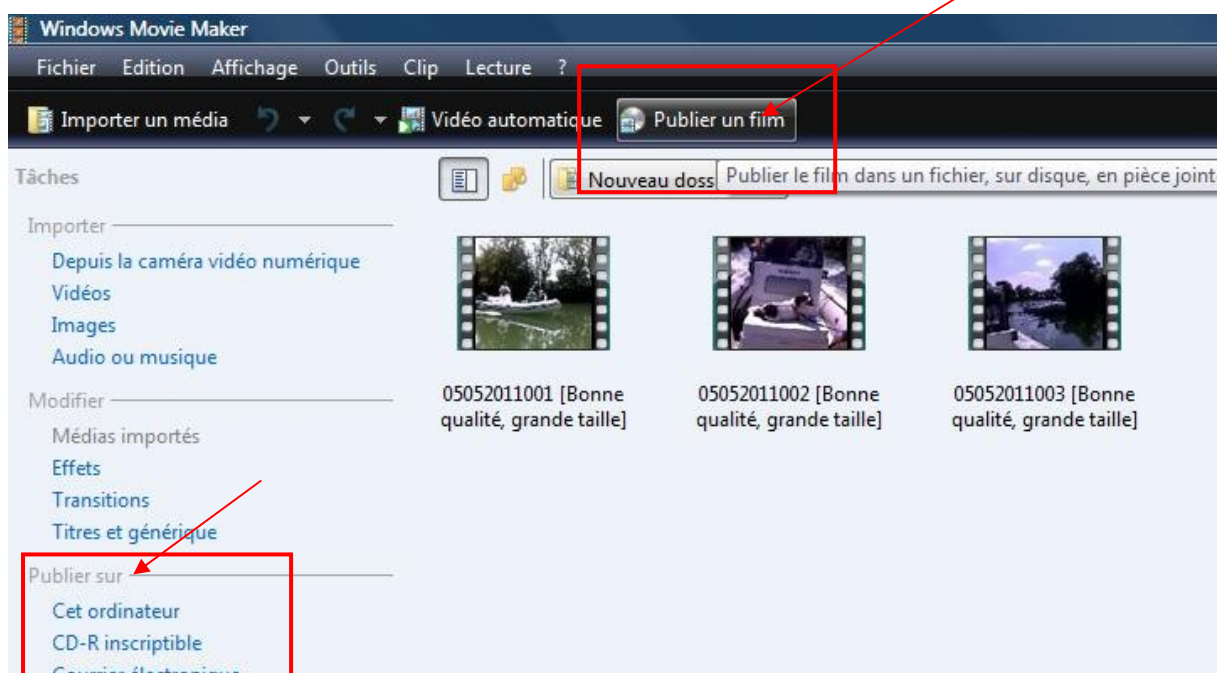 Windows Movie Maker
Fichier Edition Affichage Outils Clip Lecture ?
Importer un média Vidéo automatique Publier un film
Tâches
Nouveau doss
Publier le film dans un fichier, sur disque, en pièce joint
Importer
Depuis la caméra vidéo numérique
Vidéos
Images
Audio ou musique
05052011001 [Bonne
qualité, grande taille]
05052011002 [Bonne
qualité, grande taille]
05052011003 [Bonne
qualité, grande taille]
Modifier
Médias importés
Effets
Transitions
Titres et générique
Publier sur
Cet ordinateur
CD-R inscriptible
Courrier électronique